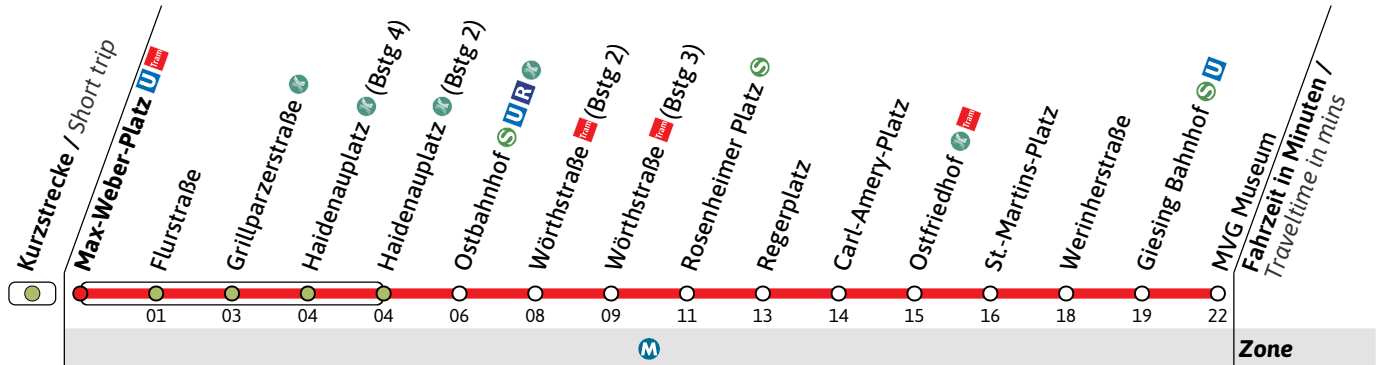 Kurzstrecke / Short trip
Max-Weber-Platz U Tram
Flurstraße
Grillparzerstraße X
Haidenauplatz X (Bstg 4)
Haidenauplatz X (Bstg 2)
Ostbahnhof S U R X
Wörthstraße Tram (Bstg 2)
Wörthstraße Tram (Bstg 3)
Rosenheimer Platz S
Regerplatz
Carl-Amery-Platz
Ostfriedhof X Tram
St.-Martins-Platz
Werinherstraße
Giesing Bahnhof S U
MVG Museum
Fahrzeit in Minuten /
Traveltime in mins
01 03 04 04 06 08 09 11 13 14 15 16 18 19 22
M Zone